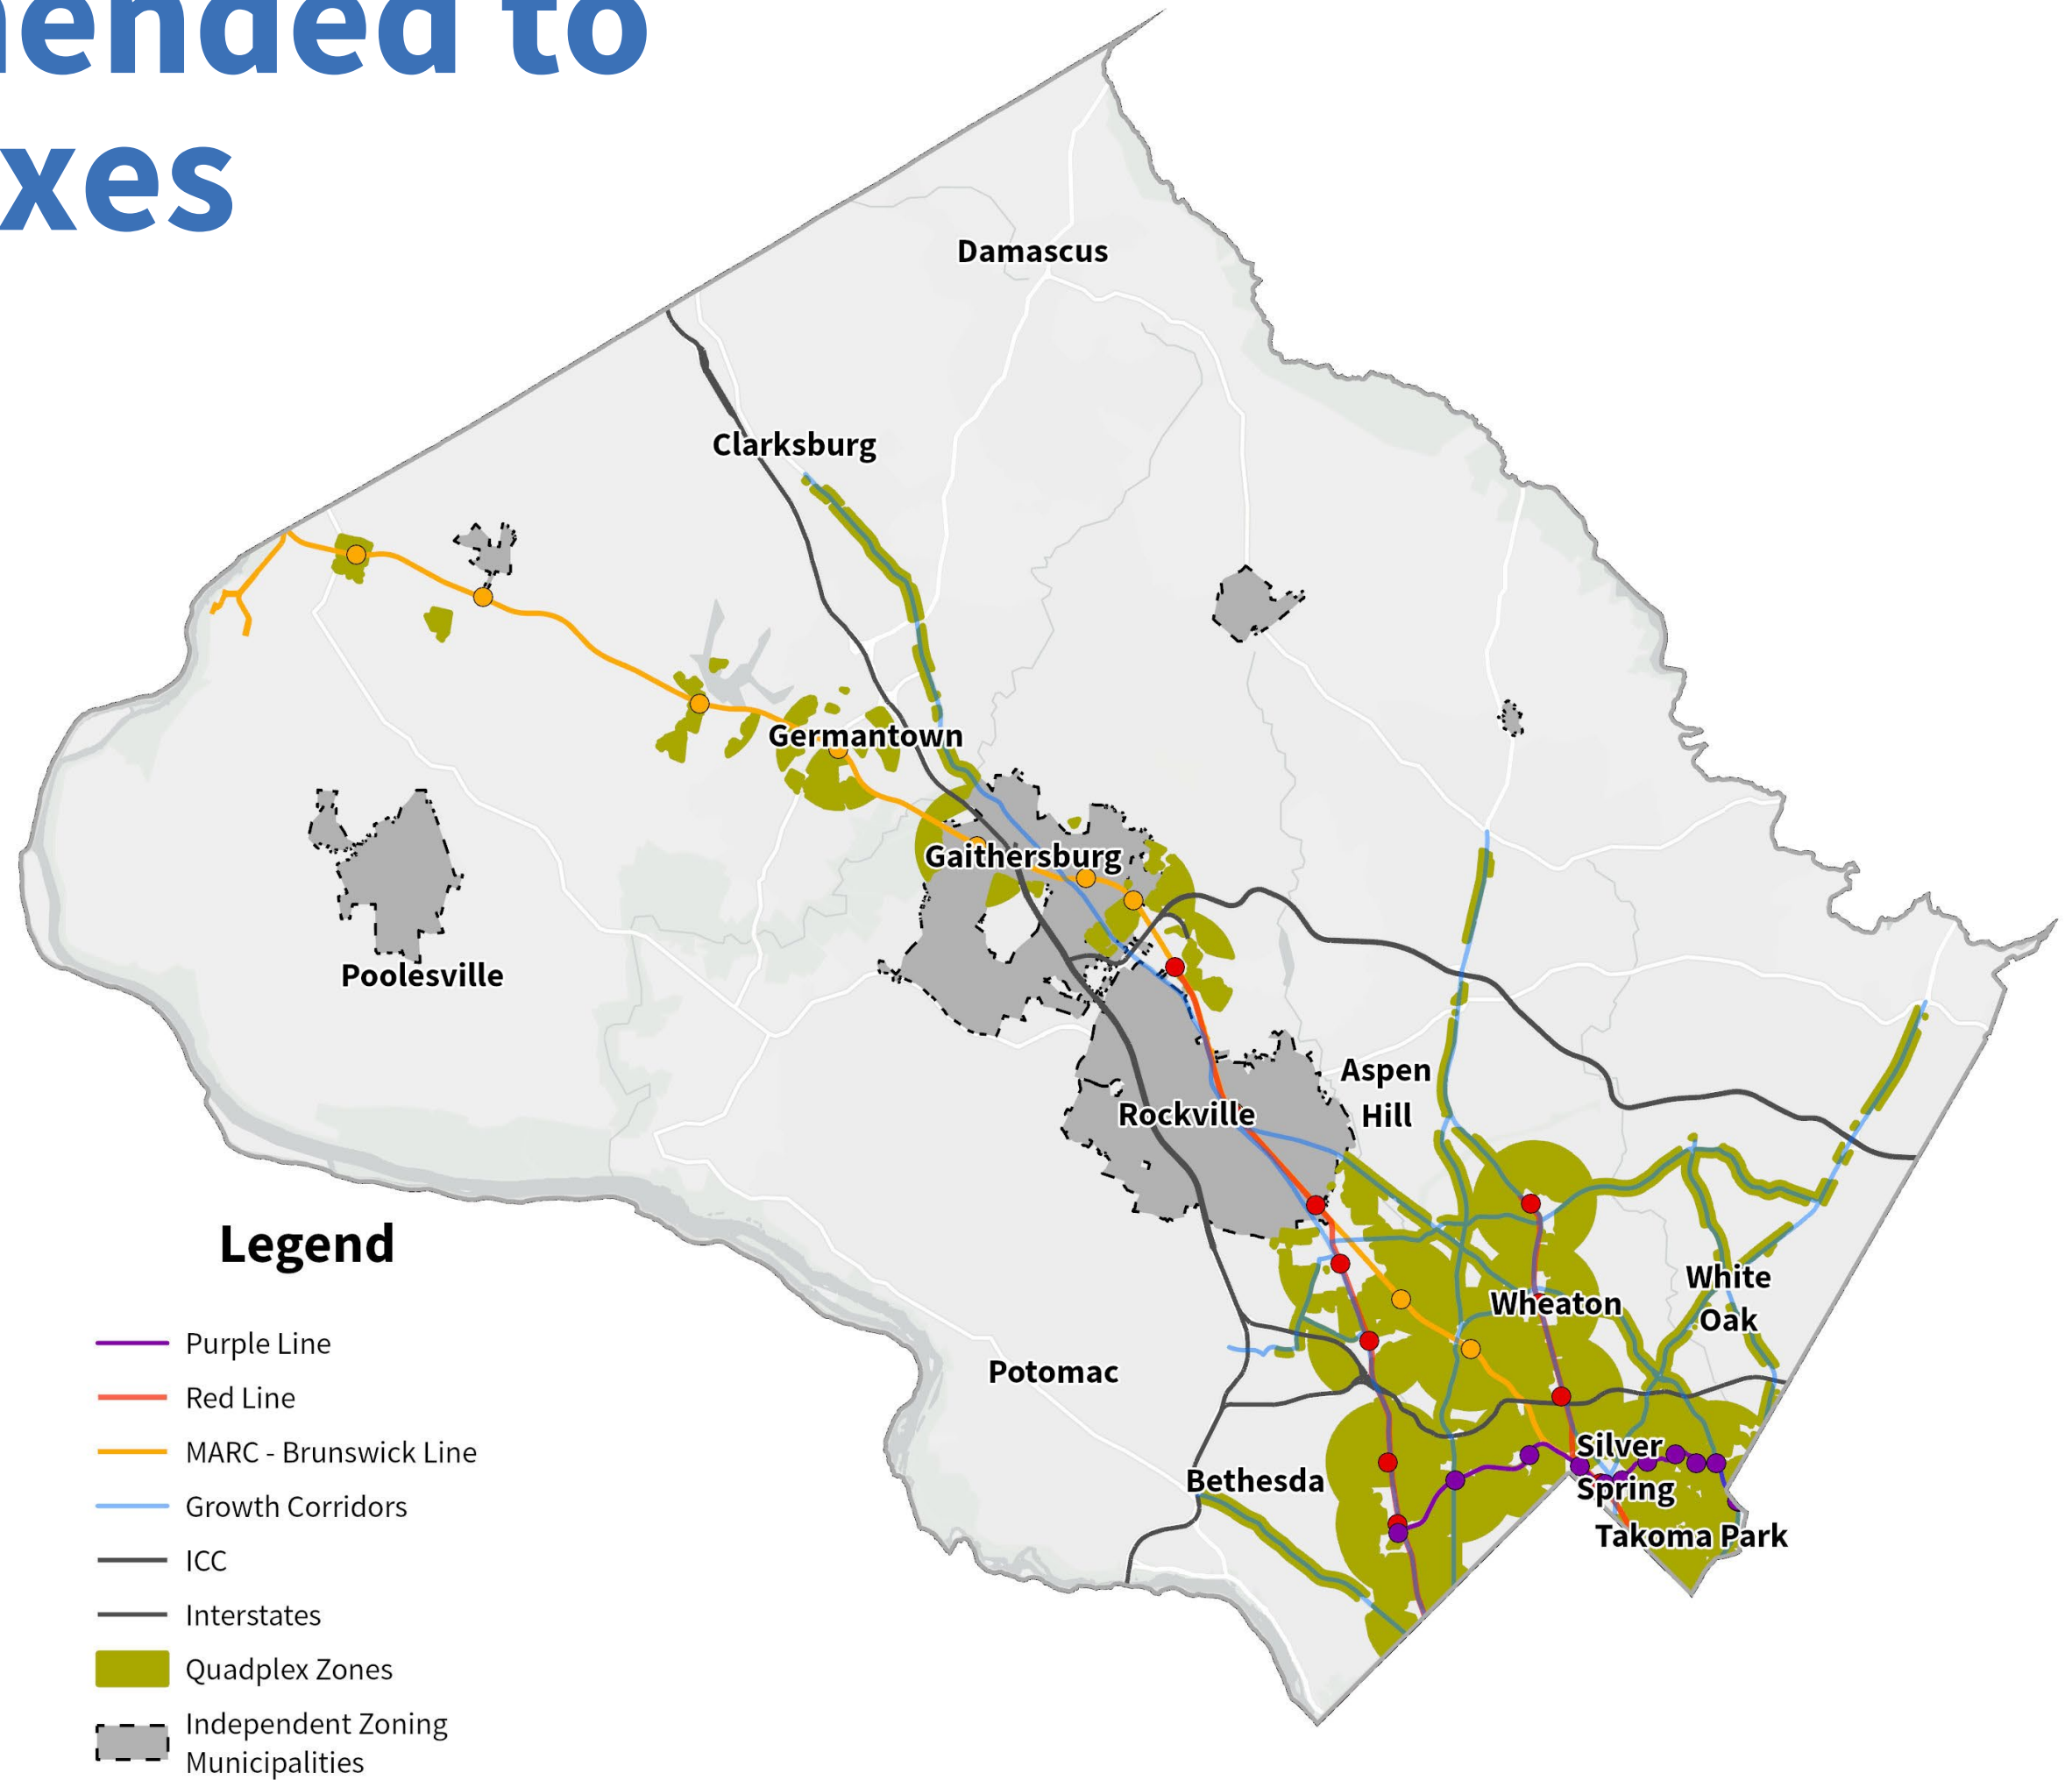 ended to
xes
Damascus
Clarksburg
Germantown
Gaithersburg
Poolesville
Aspen
Hill
Rockville
White
Oak
Wheaton
Potomac
Silver
Spring
Bethesda
Takoma Park
Legend
Purple Line
Red Line
MARC - Brunswick Line
Growth Corridors
ICC
Interstates
Quadplex Zones
Independent Zoning
Municipalities